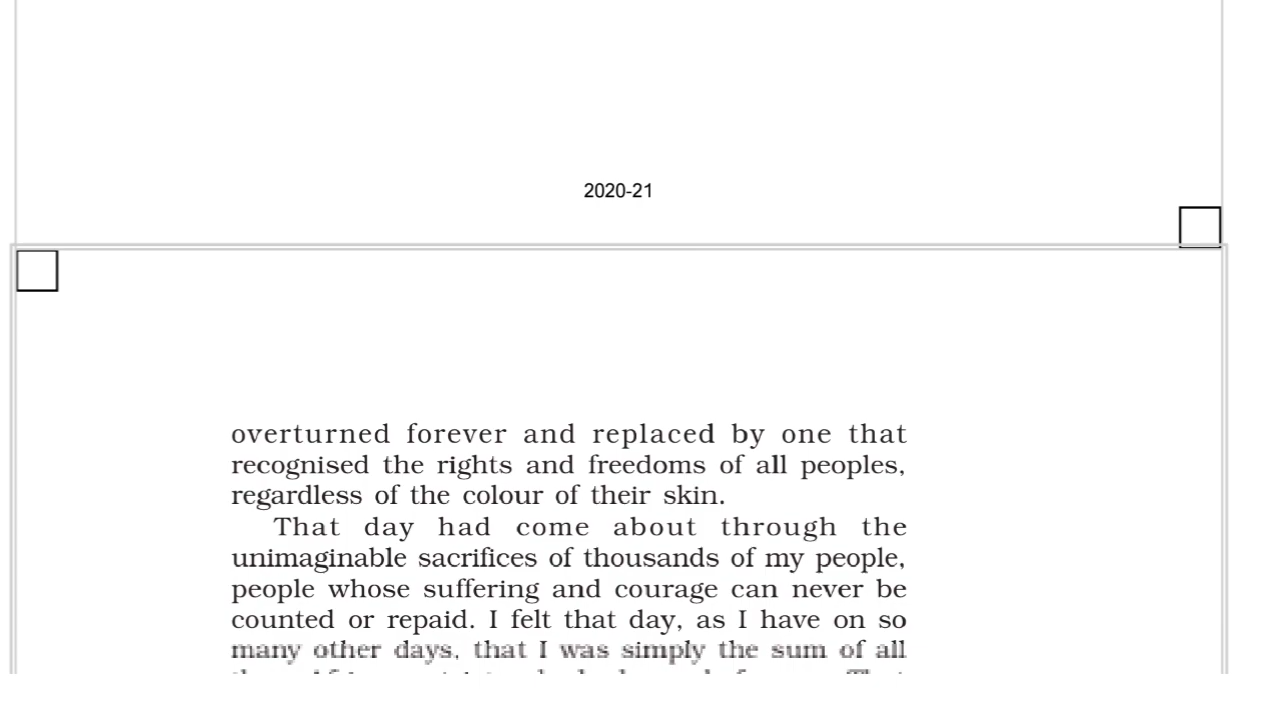 2020-21
overturned forever and replaced by one that
recognised the rights and freedoms of all peoples,
regardless of the colour of their skin.
That day had come about through the
unimaginable sacrifices of thousands of my people,
people whose suffering and courage can never be
counted or repaid. I felt that day, as I have on so
many other days, that I was simply the sum of all